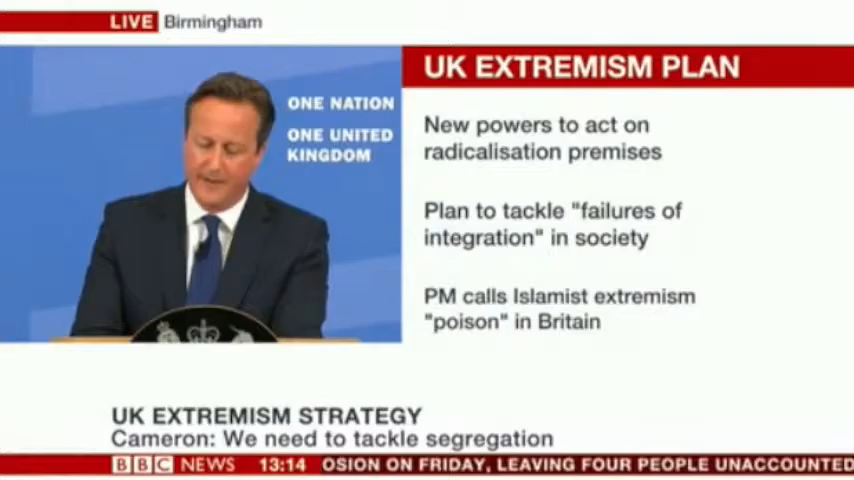 LIVE Birmingham
ONE NATION
ONE UNITED
KINGDOM
UK EXTREMISM PLAN
New powers to act on
radicalisation premises
Plan to tackle "failures of
integration" in society
PM calls Islamist extremism
"poison" in Britain
UK EXTREMISM STRATEGY
Cameron: We need to tackle segregation
BBC NEWS 13:14 OSION ON FRIDAY, LEAVING FOUR PEOPLE UNACCOUNTED